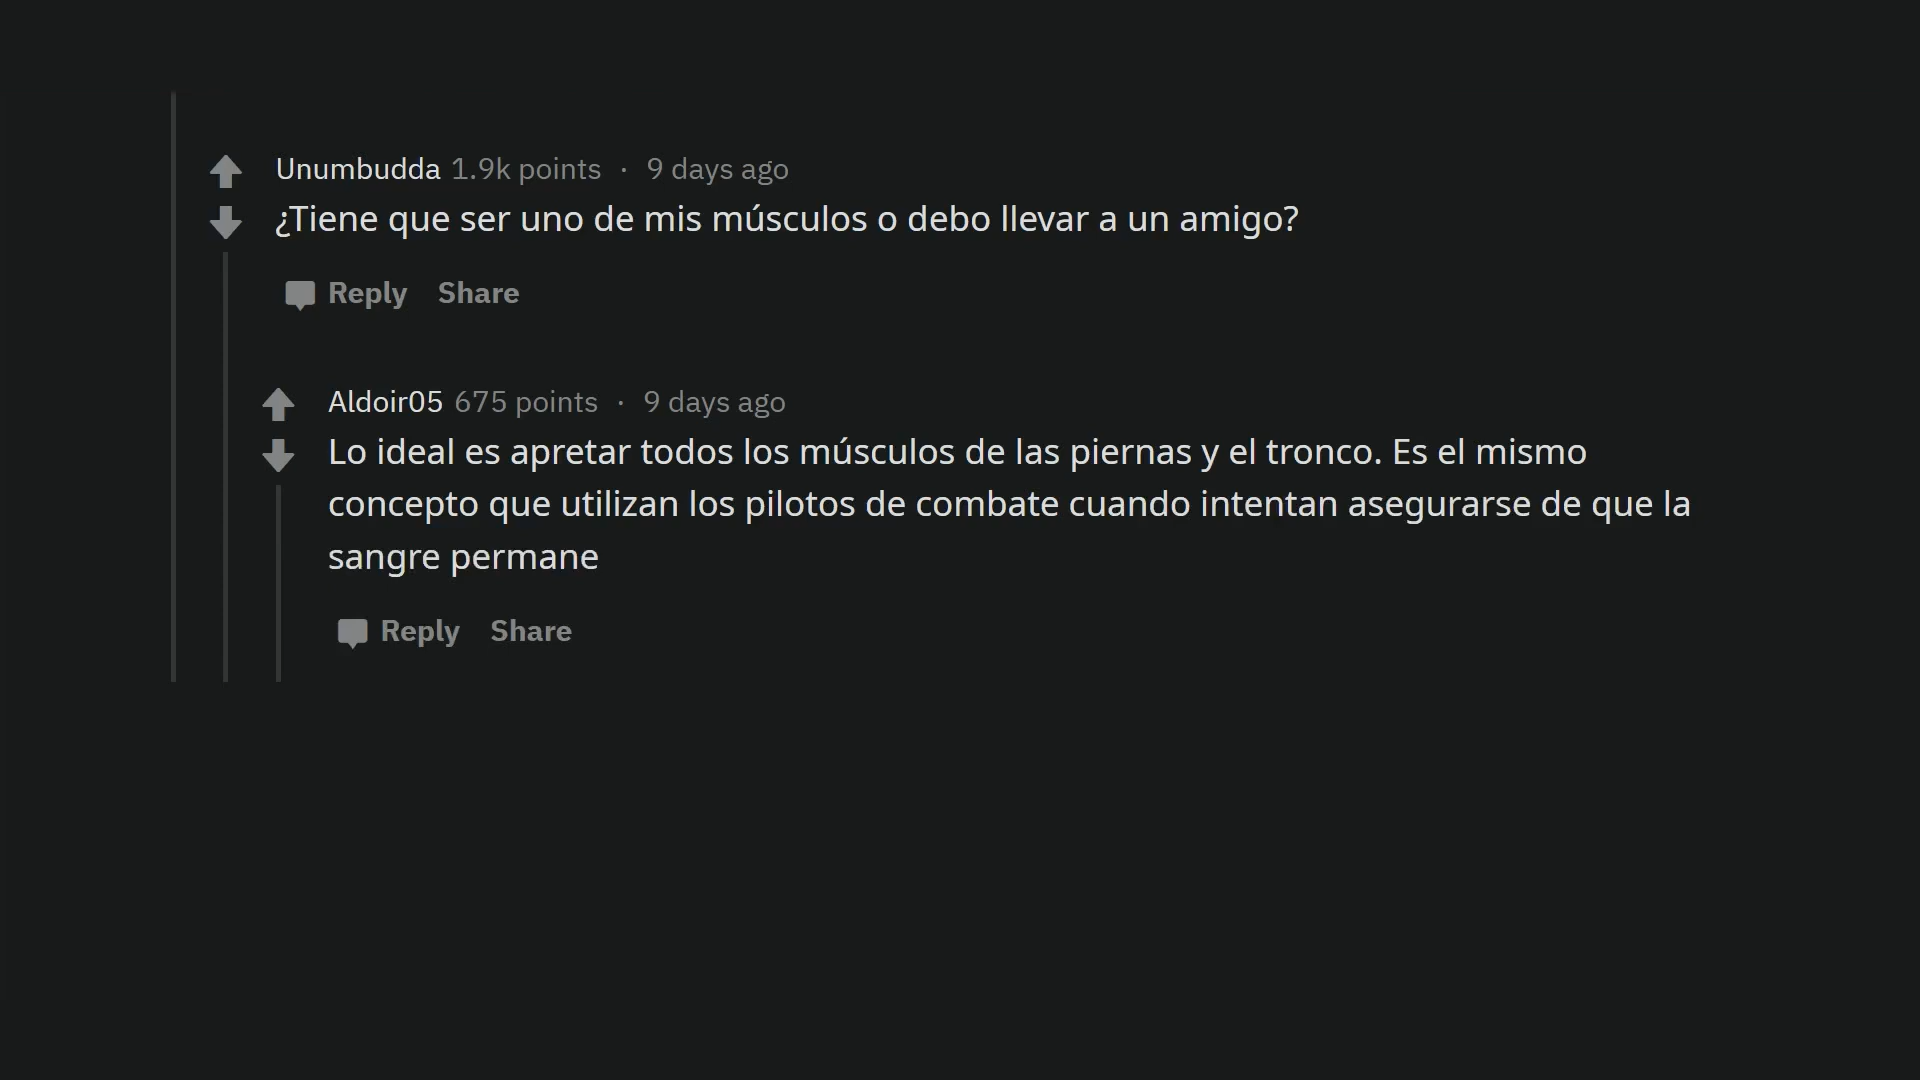 Unumbudda 1.9k points · 9 days ago
¿Tiene que ser uno de mis músculos o debo llevar a un amigo?
Reply Share
Aldoir05 675 points · 9 days ago
Lo ideal es apretar todos los músculos de las piernas y el tronco. Es el mismo
concepto que utilizan los pilotos de combate cuando intentan asegurarse de que la
sangre permane
Reply Share